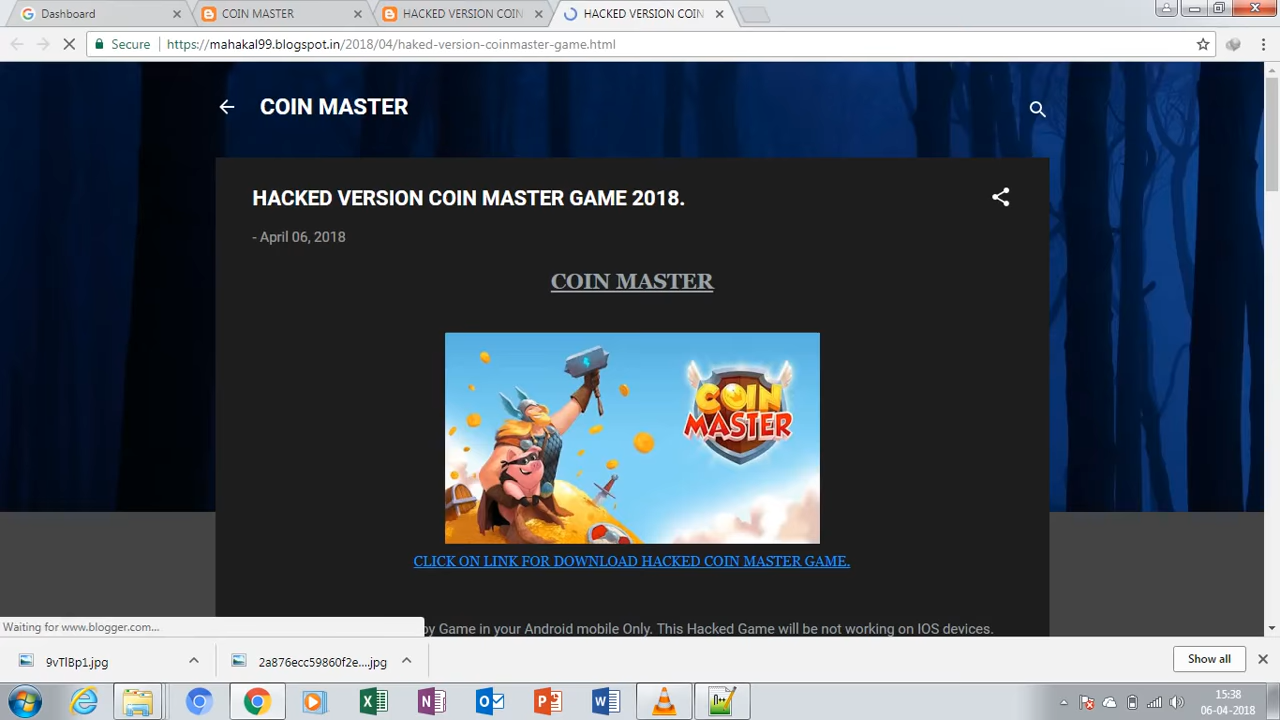 Dashboard
COIN MASTER
HACKED VERSION COIN
HACKED VERSION COIN
Secure
https://mahakal99.blogspot.in/2018/04/haked-version-coinmaster-game.html
COIN MASTER
HACKED VERSION COIN MASTER GAME 2018.
- April 06, 2018
COIN MASTER
COIN
MASTER
CLICK ON LINK FOR DOWNLOAD HACKED COIN MASTER GAME.
Game in your Android mobile Only. This Hacked Game will be not working on IOS devices.
Waiting for www.blogger.com...
9vTlBp1.jpg
2a876ecc59860f2e....jpg
Show all
15:38
06-04-2018